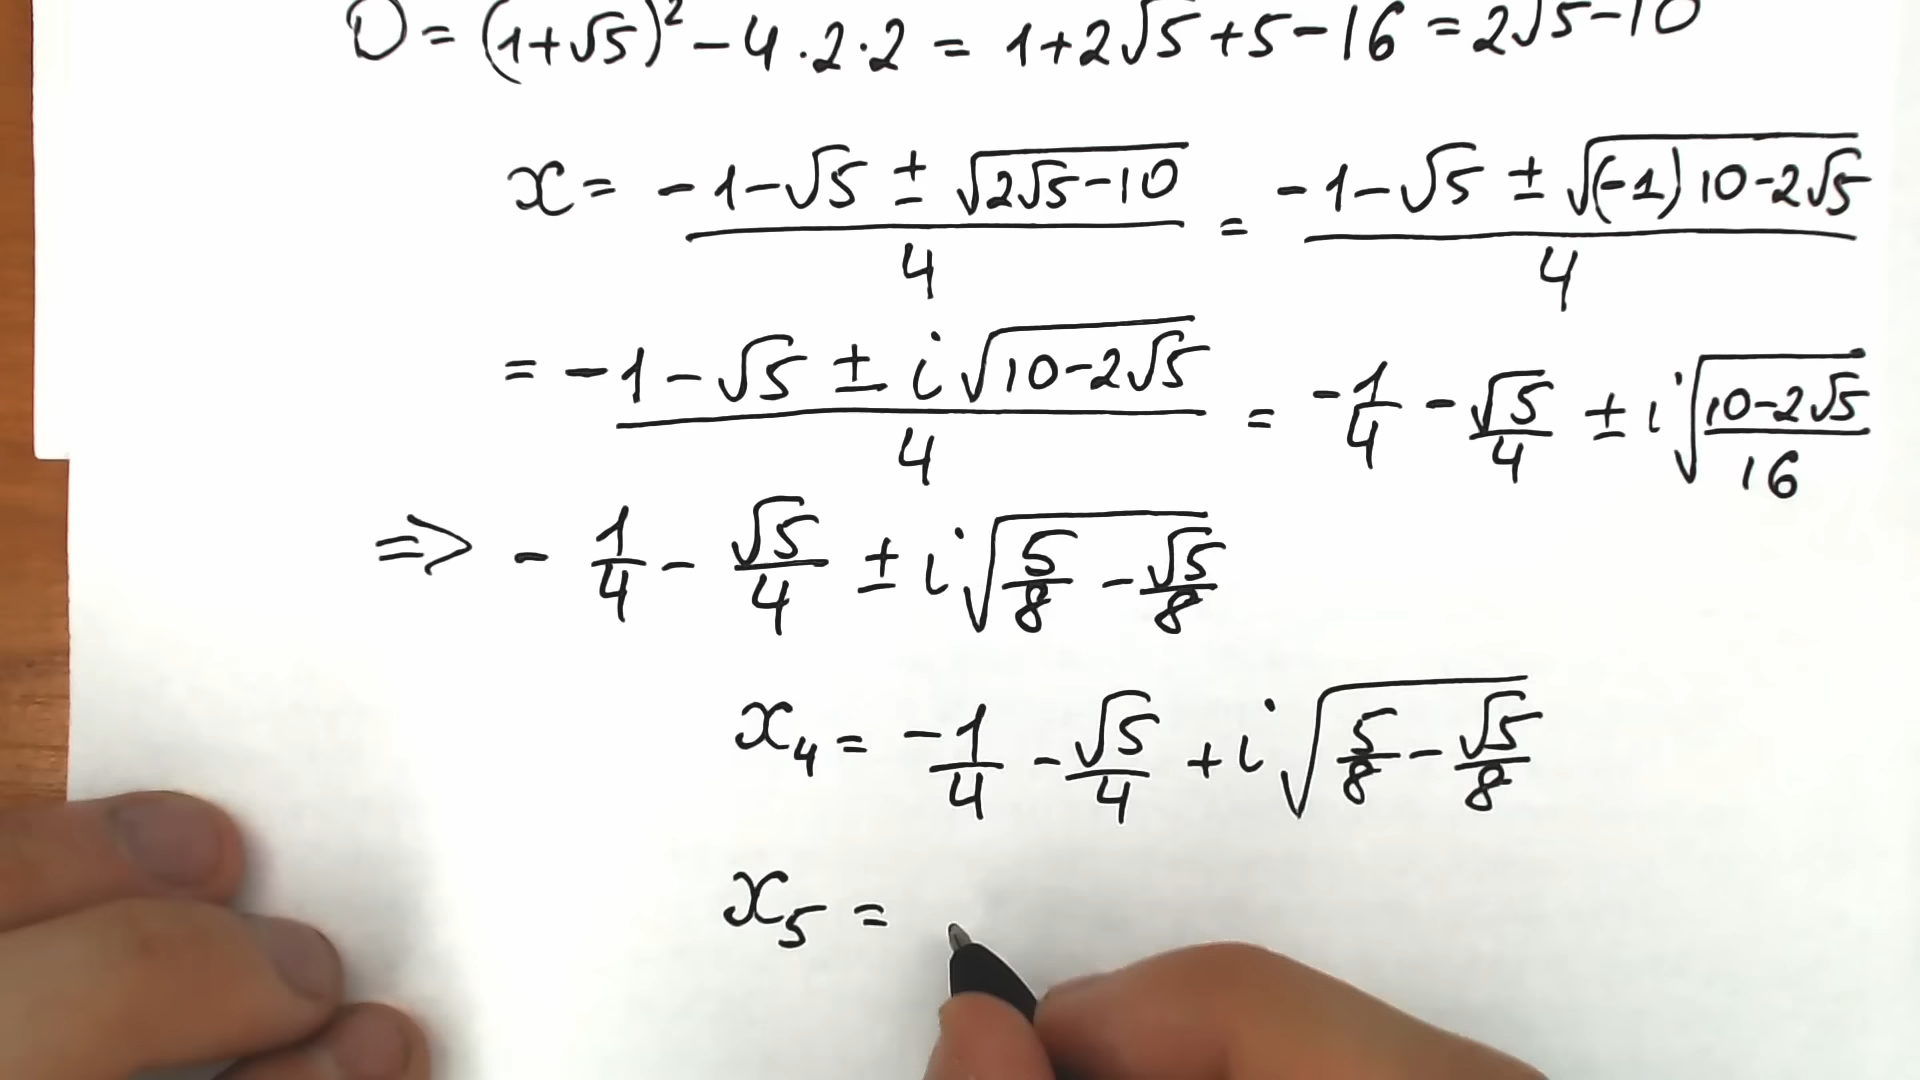 D = (1+√5)² - 4·2·2 = 1+2√5+5-16 = 2√5-10
x = (-1-√5 ± √(2√5-10))/4 = (-1-√5 ± √((-1)10-2√5))/4
= (-1-√5 ± i√(10-2√5))/4 = -1/4 - √5/4 ± i√((10-2√5)/16)
⇒ -1/4 - √5/4 ± i√(5/8 - √5/8)
x₄ = -1/4 - √5/4 + i√(5/8 - √5/8)
x₅ =